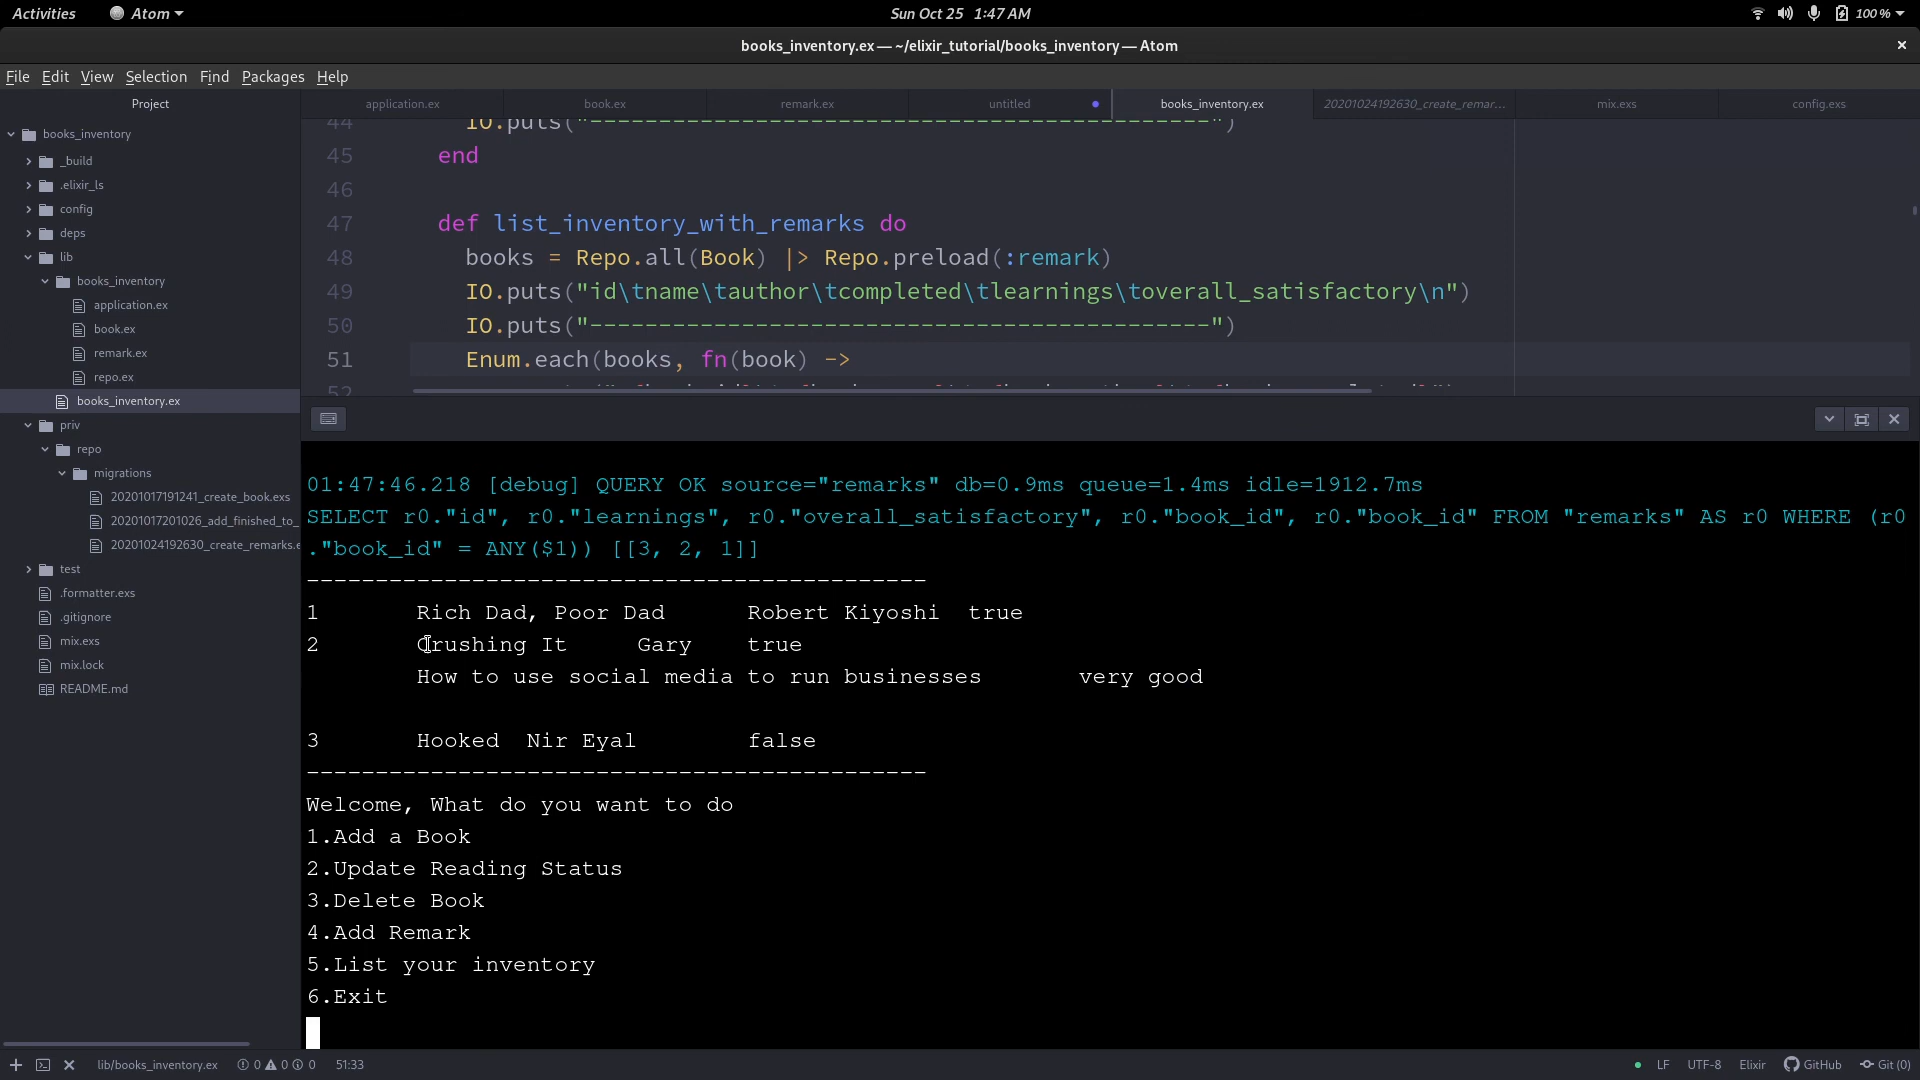 Activities Atom Sun Oct 25 1:47 AM 100 %
books_inventory.ex — ~/elixir_tutorial/books_inventory — Atom
File Edit View Selection Find Packages Help
Project
books_inventory
_build
.elixir_ls
config
deps
lib
books_inventory
application.ex
book.ex
remark.ex
repo.ex
books_inventory.ex
priv
repo
migrations
20201017191241_create_book.exs
20201017201026_add_finished_to_
20201024192630_create_remarks.e
test
.formatter.exs
.gitignore
mix.exs
mix.lock
README.md
application.ex book.ex remark.ex untitled books_inventory.ex 20201024192630_create_remar... mix.exs config.exs
44 IO.puts("---------------------------------------------")
45 end
46
47 def list_inventory_with_remarks do
48 books = Repo.all(Book) |> Repo.preload(:remark)
49 IO.puts("id\tname\tauthor\tcompleted\tlearnings\toverall_satisfactory\n")
50 IO.puts("---------------------------------------------")
51 Enum.each(books, fn(book) ->
52
01:47:46.218 [debug] QUERY OK source="remarks" db=0.9ms queue=1.4ms idle=1912.7ms
SELECT r0."id", r0."learnings", r0."overall_satisfactory", r0."book_id", r0."book_id" FROM "remarks" AS r0 WHERE (r0
."book_id" = ANY($1)) [[3, 2, 1]]
---------------------------------------------
1 Rich Dad, Poor Dad Robert Kiyoshi true
2 Crushing It Gary true
How to use social media to run businesses very good
3 Hooked Nir Eyal false
---------------------------------------------
Welcome, What do you want to do
1.Add a Book
2.Update Reading Status
3.Delete Book
4.Add Remark
5.List your inventory
6.Exit
lib/books_inventory.ex 0 0 0 51:33 LF UTF-8 Elixir GitHub Git (0)